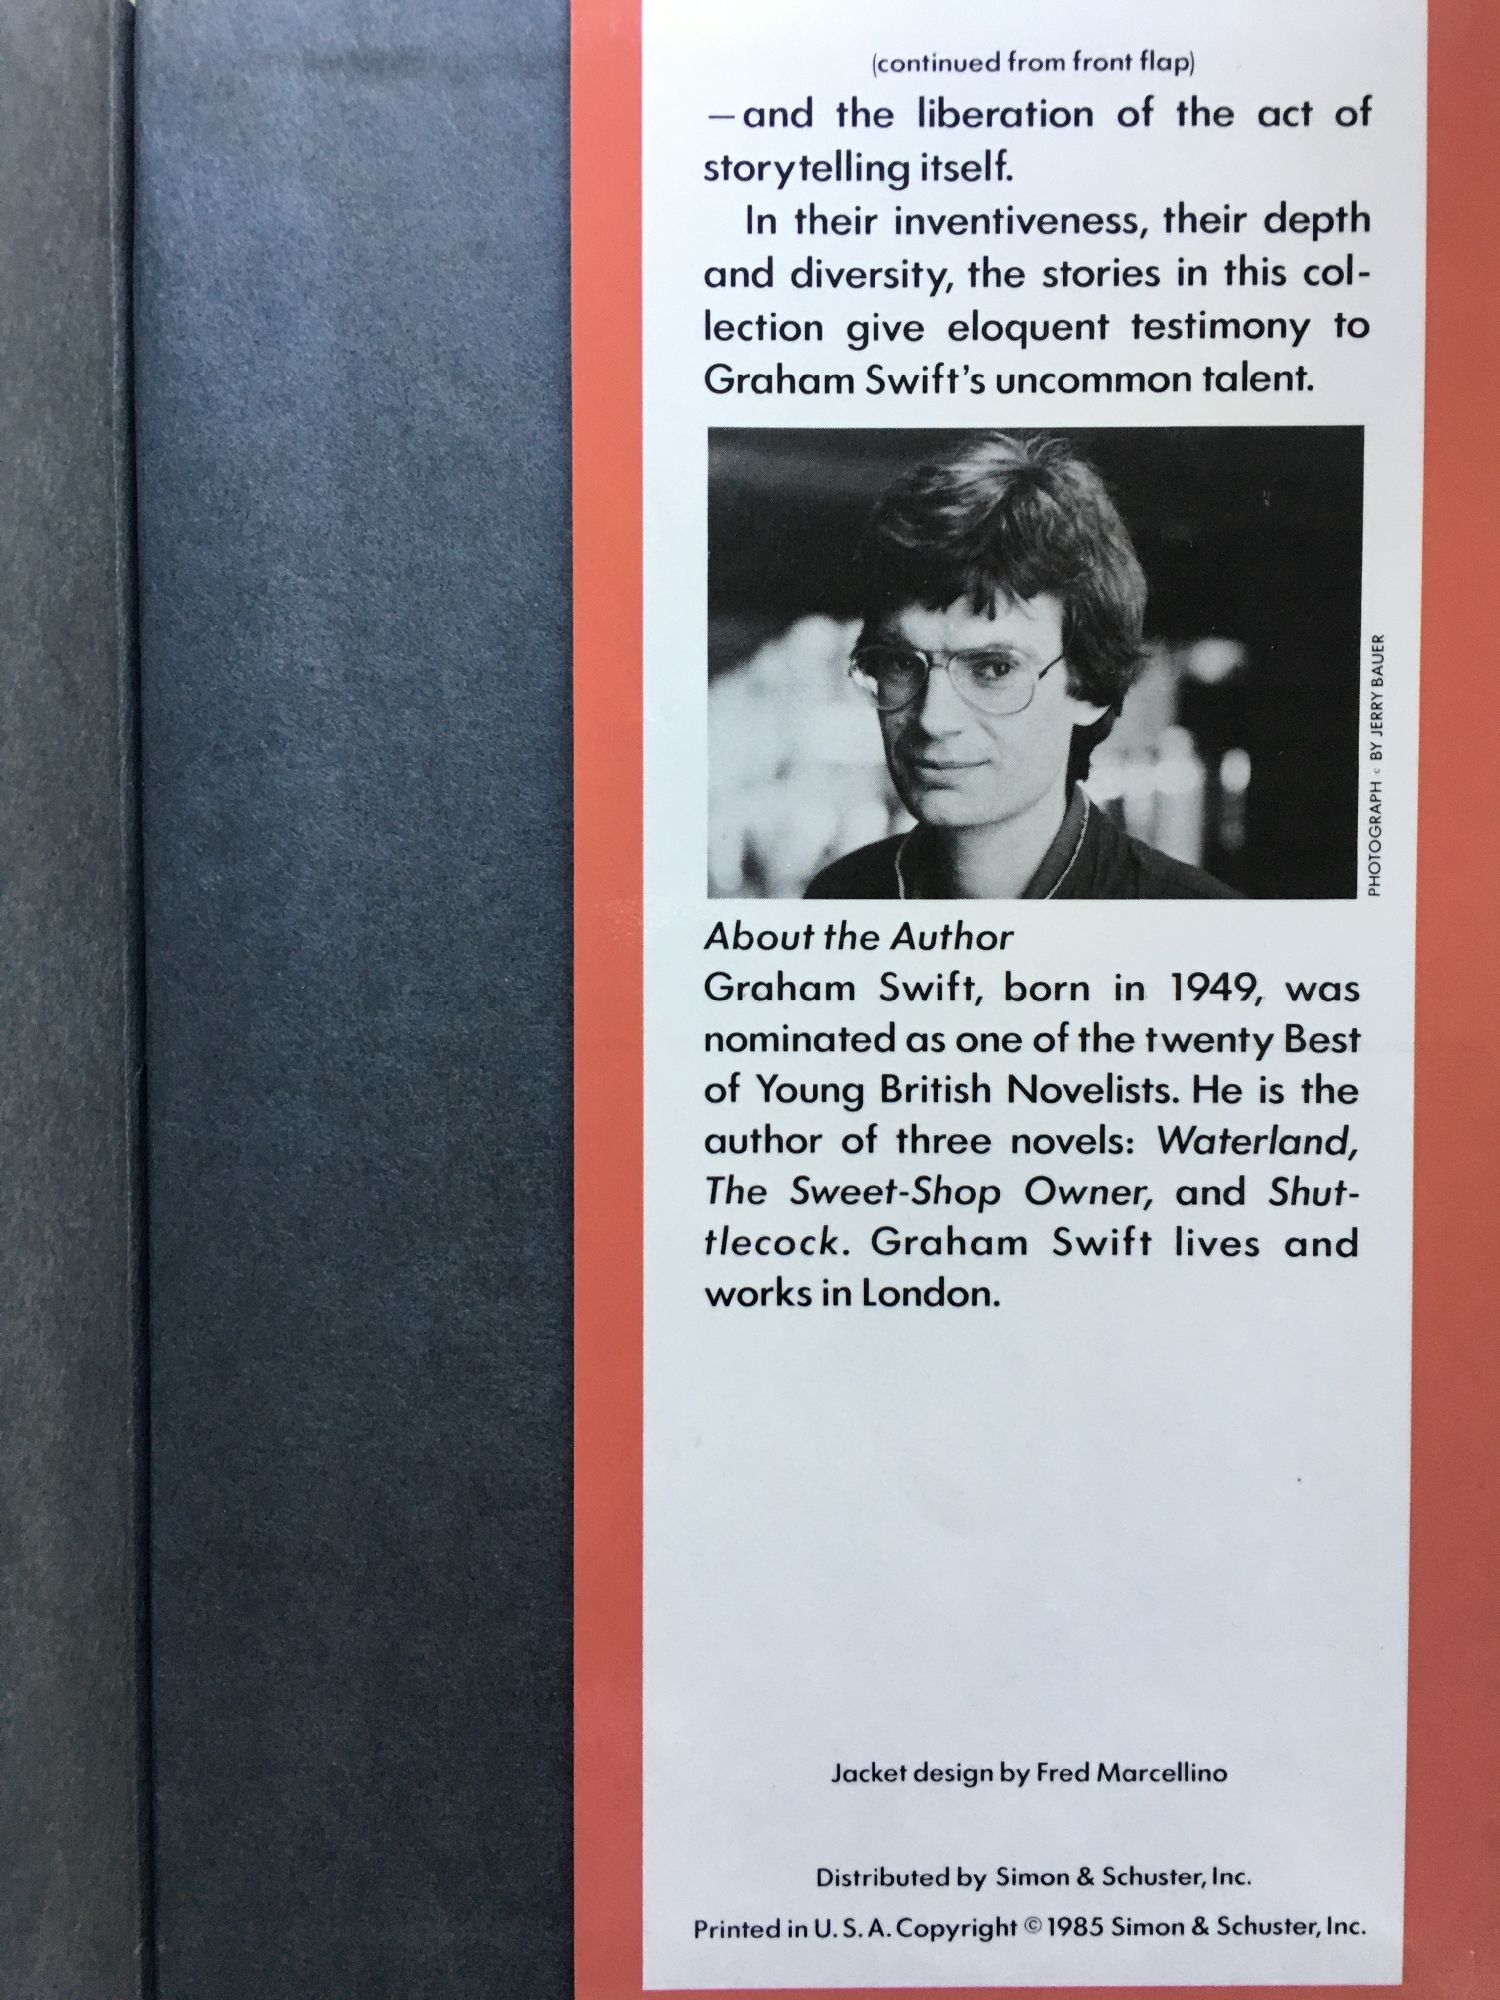 (continued from front flap)
—and the liberation of the act of
storytelling itself.
In their inventiveness, their depth
and diversity, the stories in this col-
lection give eloquent testimony to
Graham Swift's uncommon talent.
PHOTOGRAPH © BY JERRY BAUER
About the Author
Graham Swift, born in 1949, was
nominated as one of the twenty Best
of Young British Novelists. He is the
author of three novels: Waterland,
The Sweet-Shop Owner, and Shut-
tlecock. Graham Swift lives and
works in London.
Jacket design by Fred Marcellino
Distributed by Simon & Schuster, Inc.
Printed in U.S.A. Copyright © 1985 Simon & Schuster, Inc.